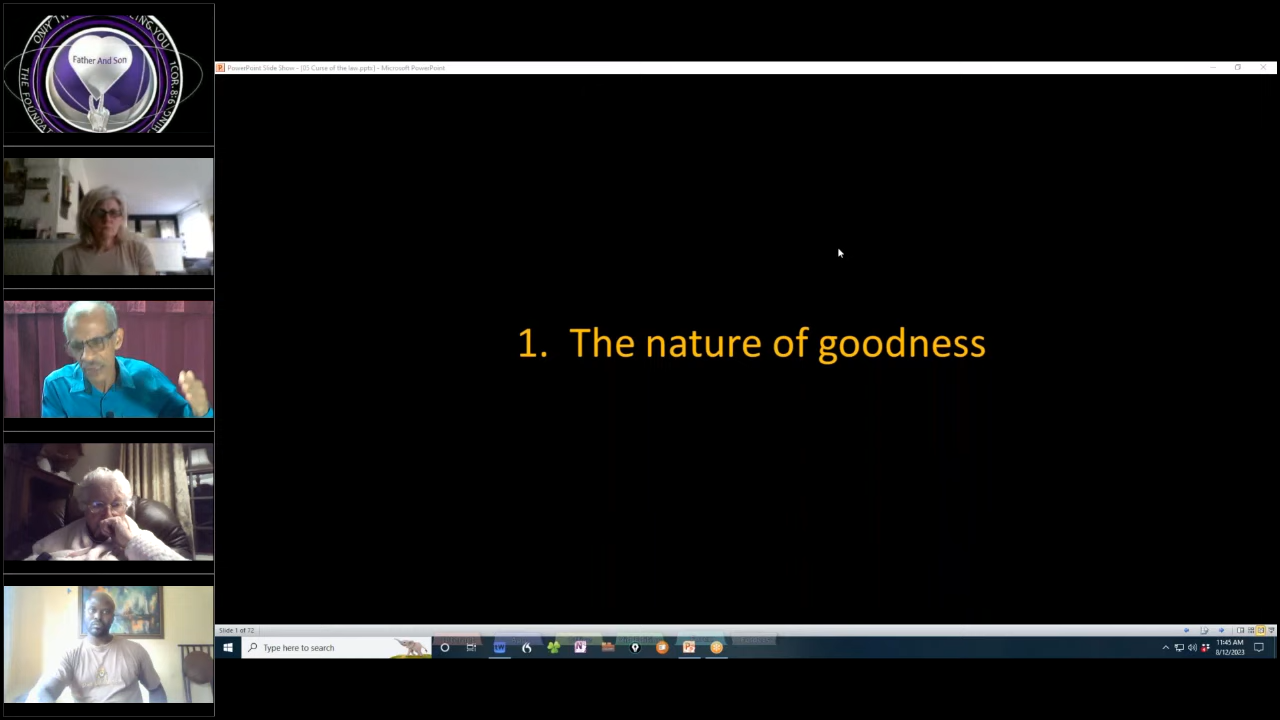 Father And Son
THE FOUNDAT
1COR.8:6
PowerPoint Slide Show - [01 Curse of the law.pptx] - Microsoft PowerPoint
1. The nature of goodness
Slide 1 of 72
Type here to search
11:45 AM
8/12/2023